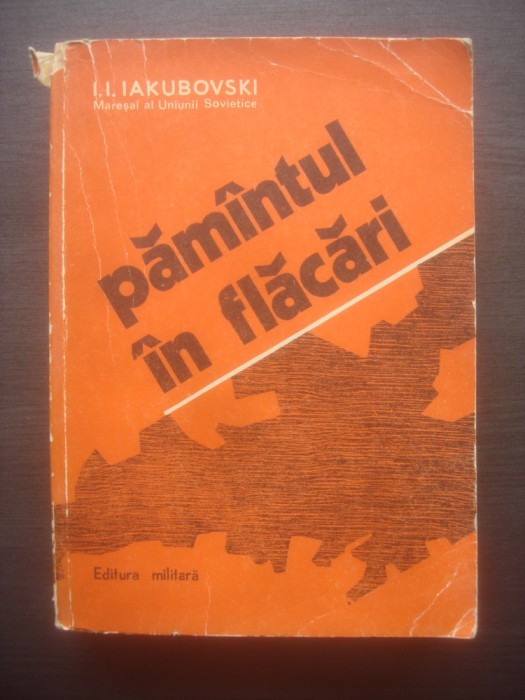 I.I. IAKUBOVSKI
Mareșal al Uniunii Sovietice
pămîntul
în flăcări
Editura militară